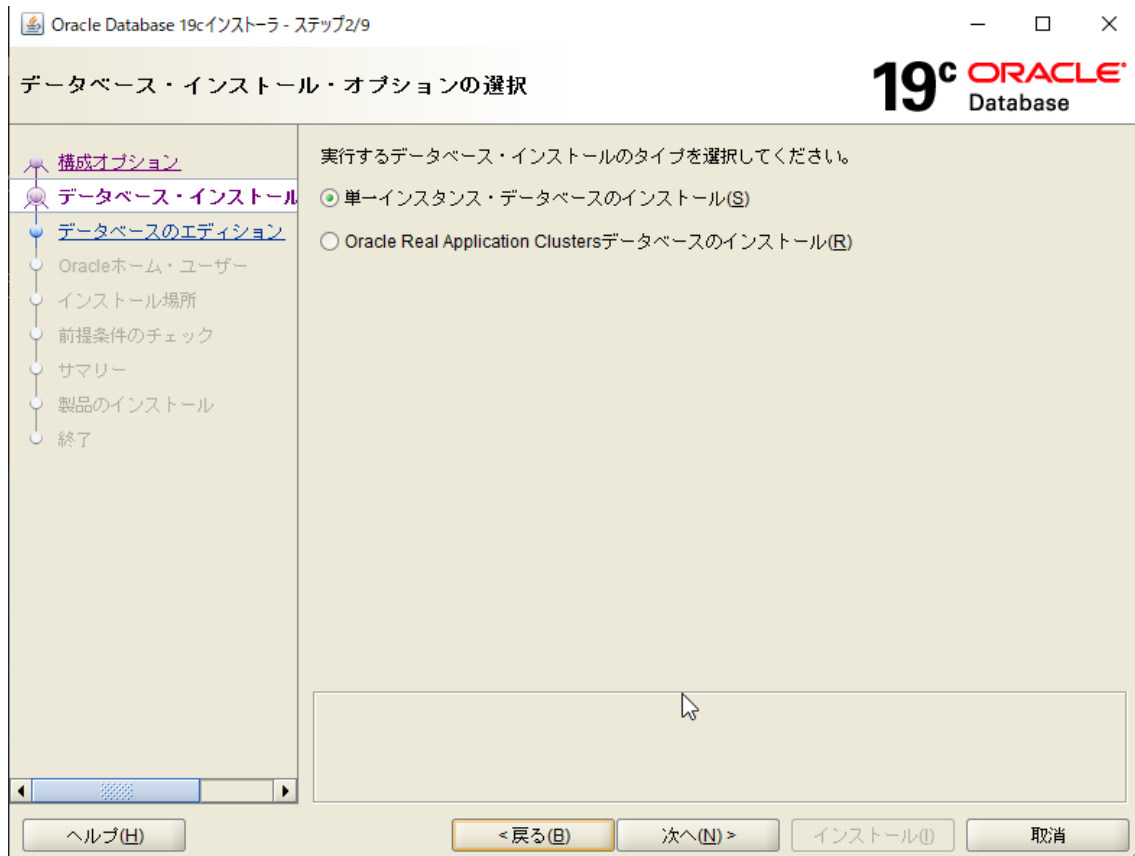 Oracle Database 19cインストーラ - ステップ2/9
データベース・インストール・オプションの選択
19c ORACLE
Database
構成オプション
データベース・インストール
データベースのエディション
Oracleホーム・ユーザー
インストール場所
前提条件のチェック
サマリー
製品のインストール
終了
実行するデータベース・インストールのタイプを選択してください。
単一インスタンス・データベースのインストール(S)
Oracle Real Application Clustersデータベースのインストール(R)
ヘルプ(H)
<戻る(B)
次へ(N)>
インストール(I)
取消